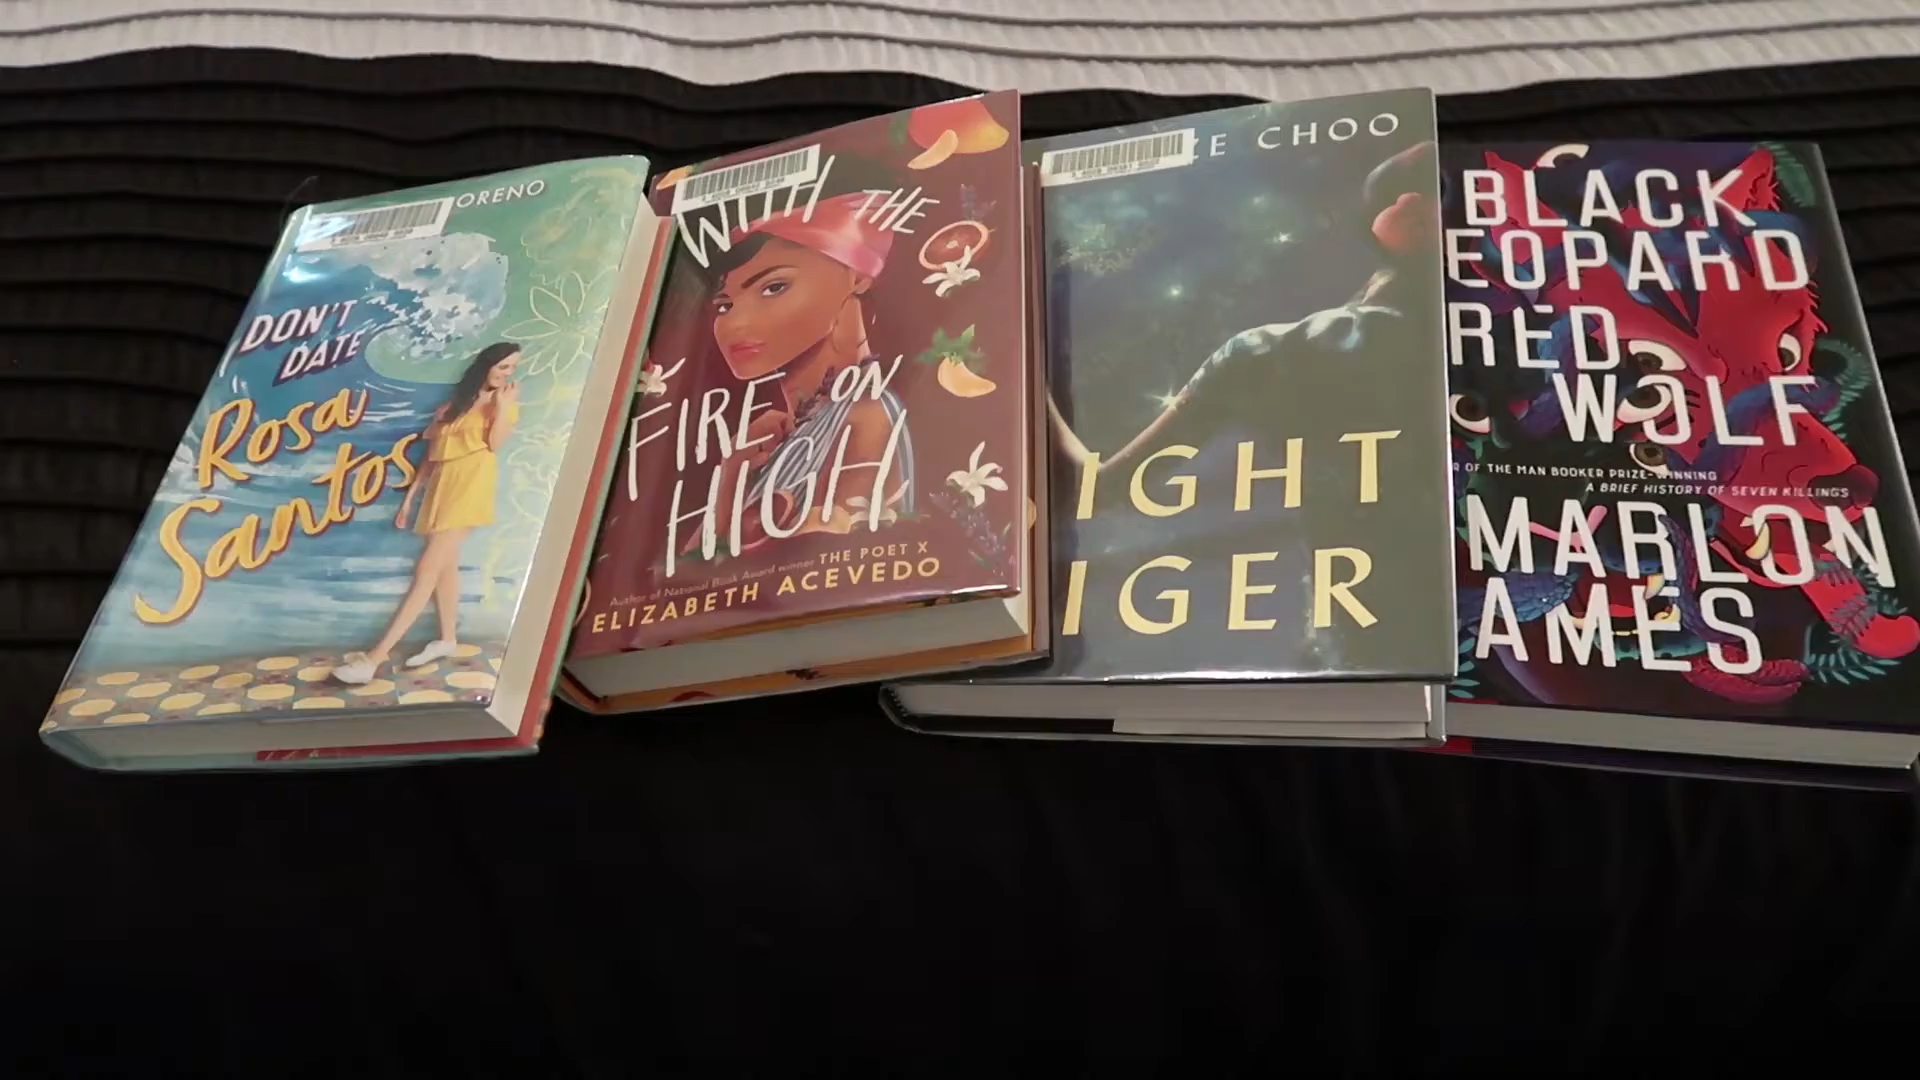 ORENO
DON'T
DATE
Rosa
Santos
WITH THE
FIRE ON
HIGH
Author of National Book Award winner THE POET X
ELIZABETH ACEVEDO
E CHOO
IGHT
IGER
BLACK
EOPARD
RED
WOLF
R OF THE MAN BOOKER PRIZE-WINNING
A BRIEF HISTORY OF SEVEN KILLINGS
MARLON
AMES